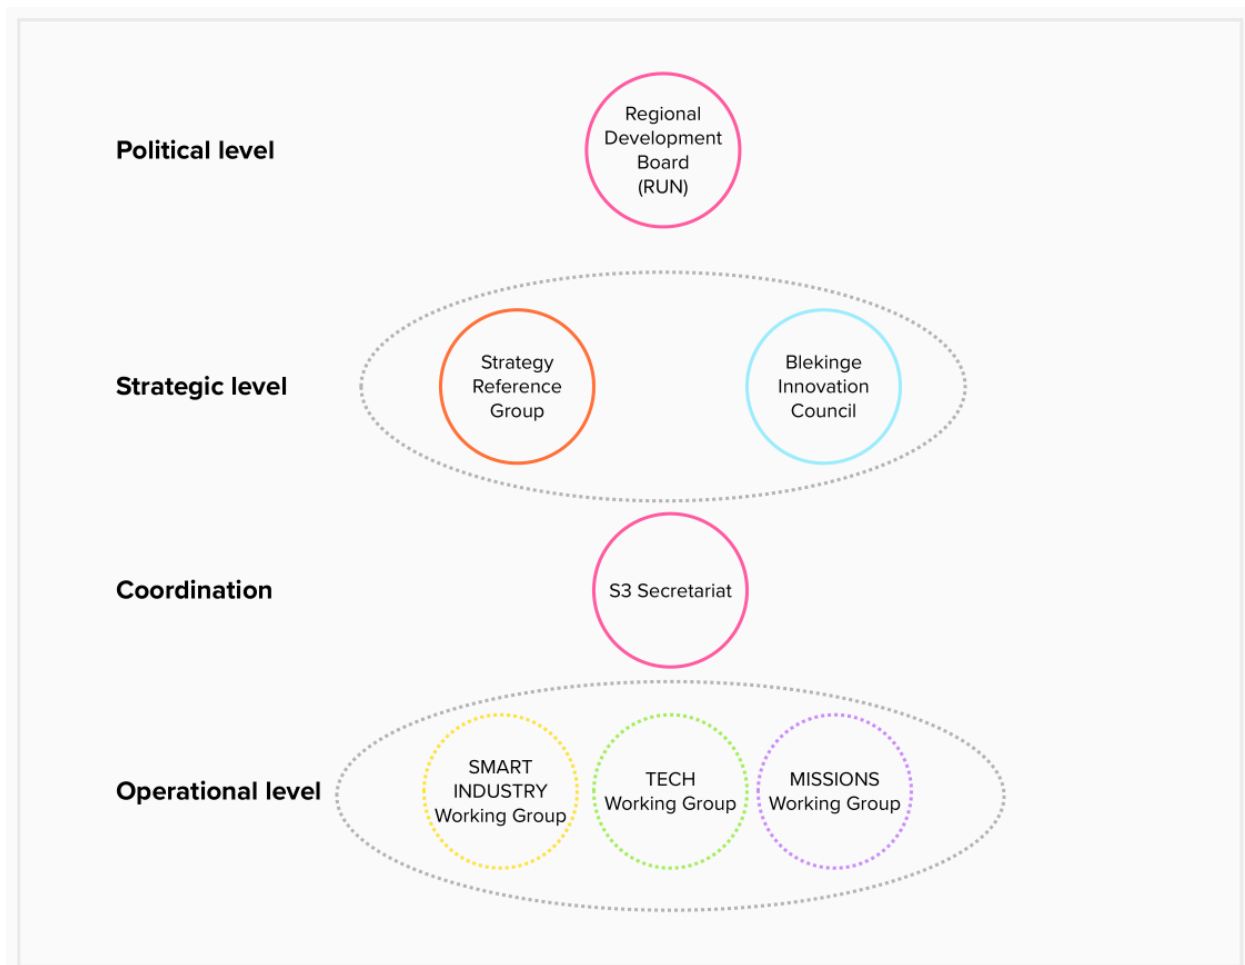 Political level
Regional
Development
Board
(RUN)
Strategic level
Strategy
Reference
Group
Blekinge
Innovation
Council
Coordination
S3 Secretariat
Operational level
SMART
INDUSTRY
Working Group
TECH
Working Group
MISSIONS
Working Group